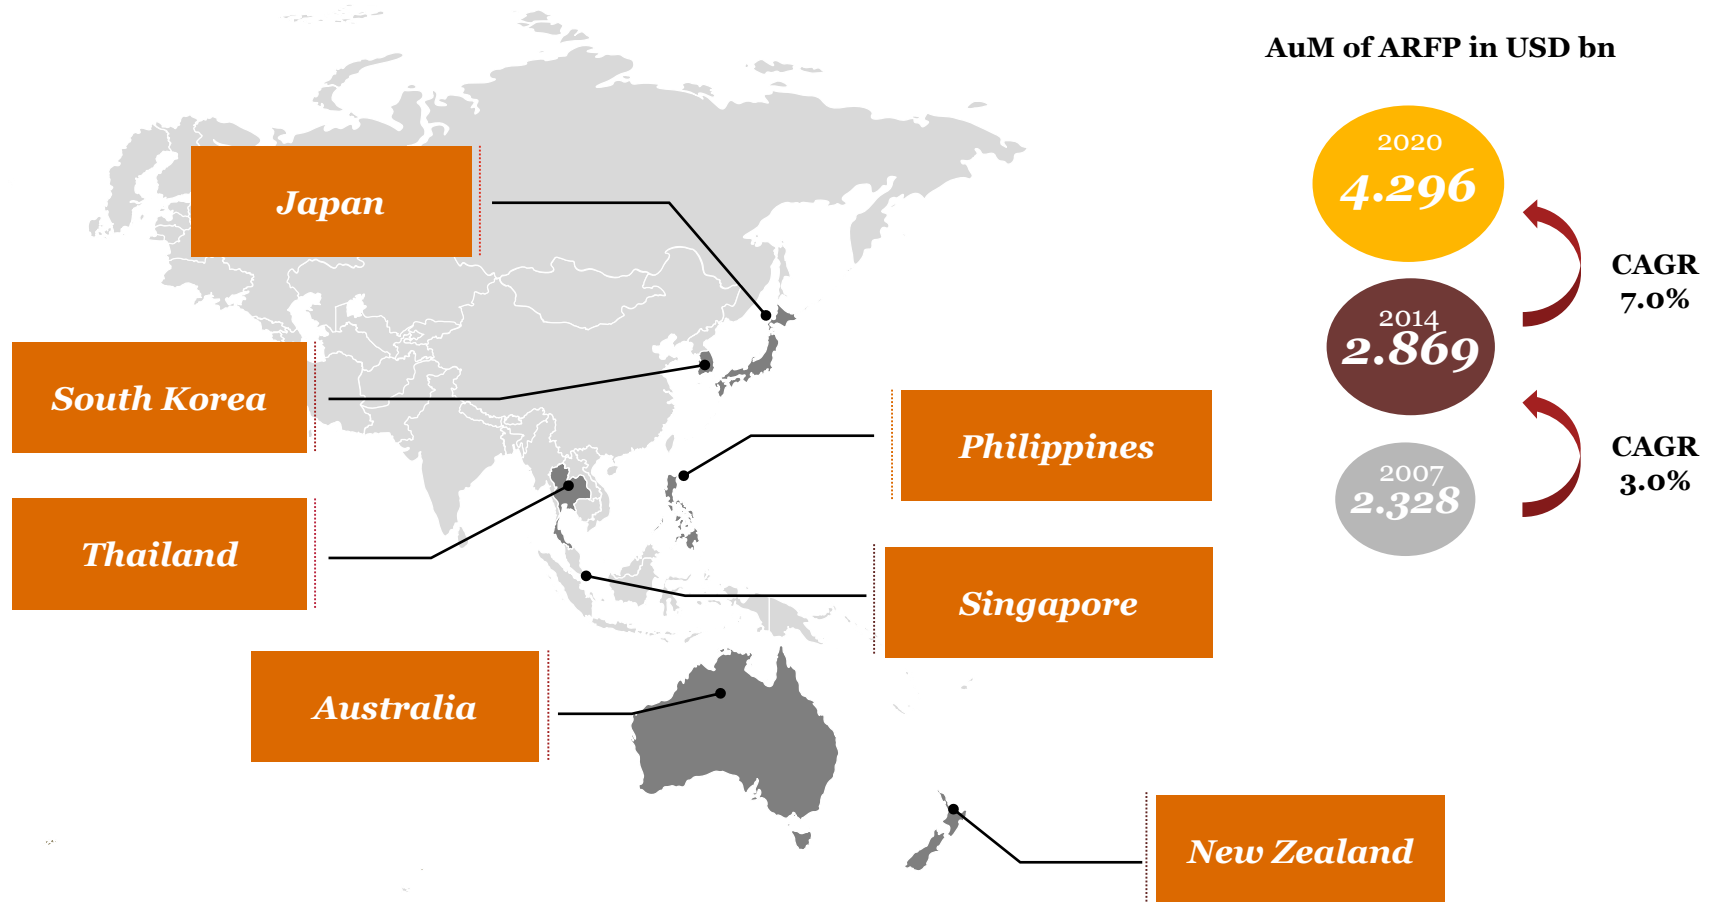 AuM of ARFP in USD bn
2020
4.296
Japan
CAGR
7.0%
2014
2.869
South Korea
Philippines
CAGR
3.0%
2007
2.328
Thailand
Singapore
Australia
New Zealand